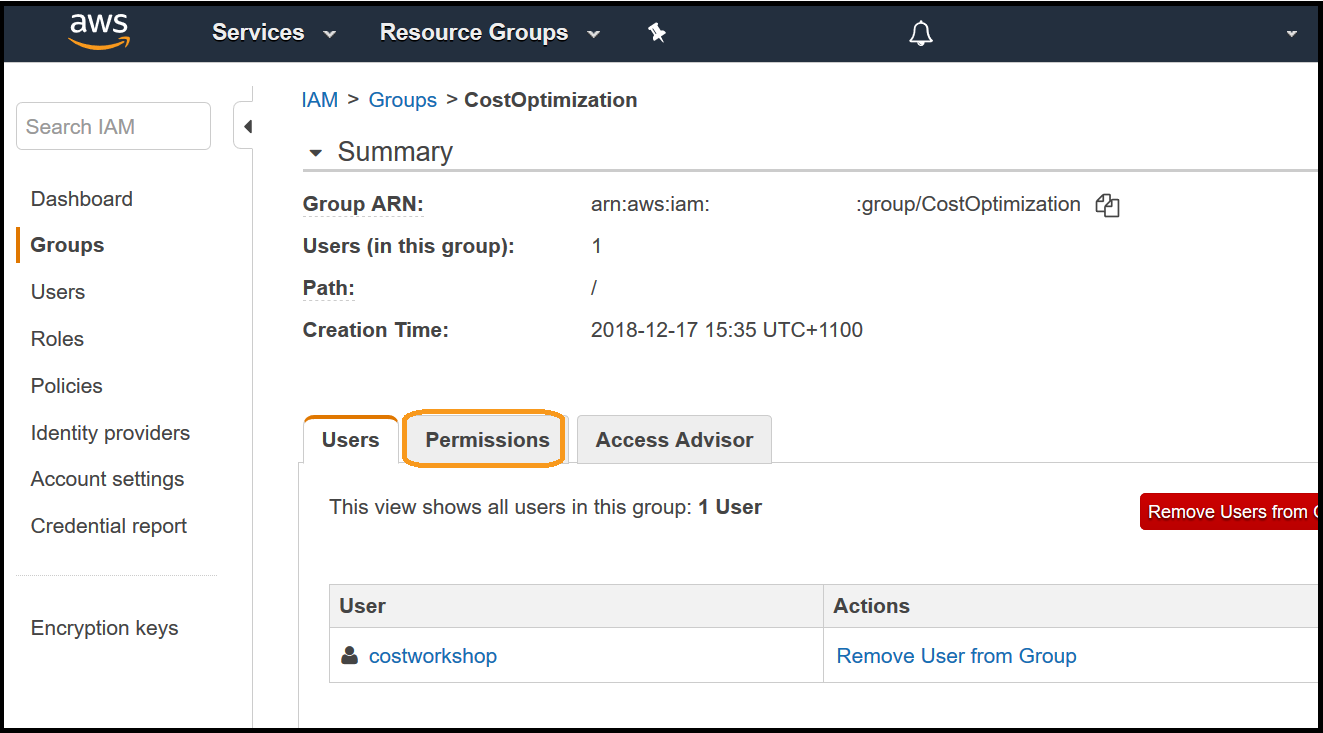 aws
Services
Resource Groups
Search IAM
Dashboard
Groups
Users
Roles
Policies
Identity providers
Account settings
Credential report
Encryption keys
IAM > Groups > CostOptimization
Summary
Group ARN: arn:aws:iam: :group/CostOptimization
Users (in this group): 1
Path: /
Creation Time: 2018-12-17 15:35 UTC+1100
Users Permissions Access Advisor
This view shows all users in this group: 1 User
Remove Users from
User Actions
costworkshop Remove User from Group